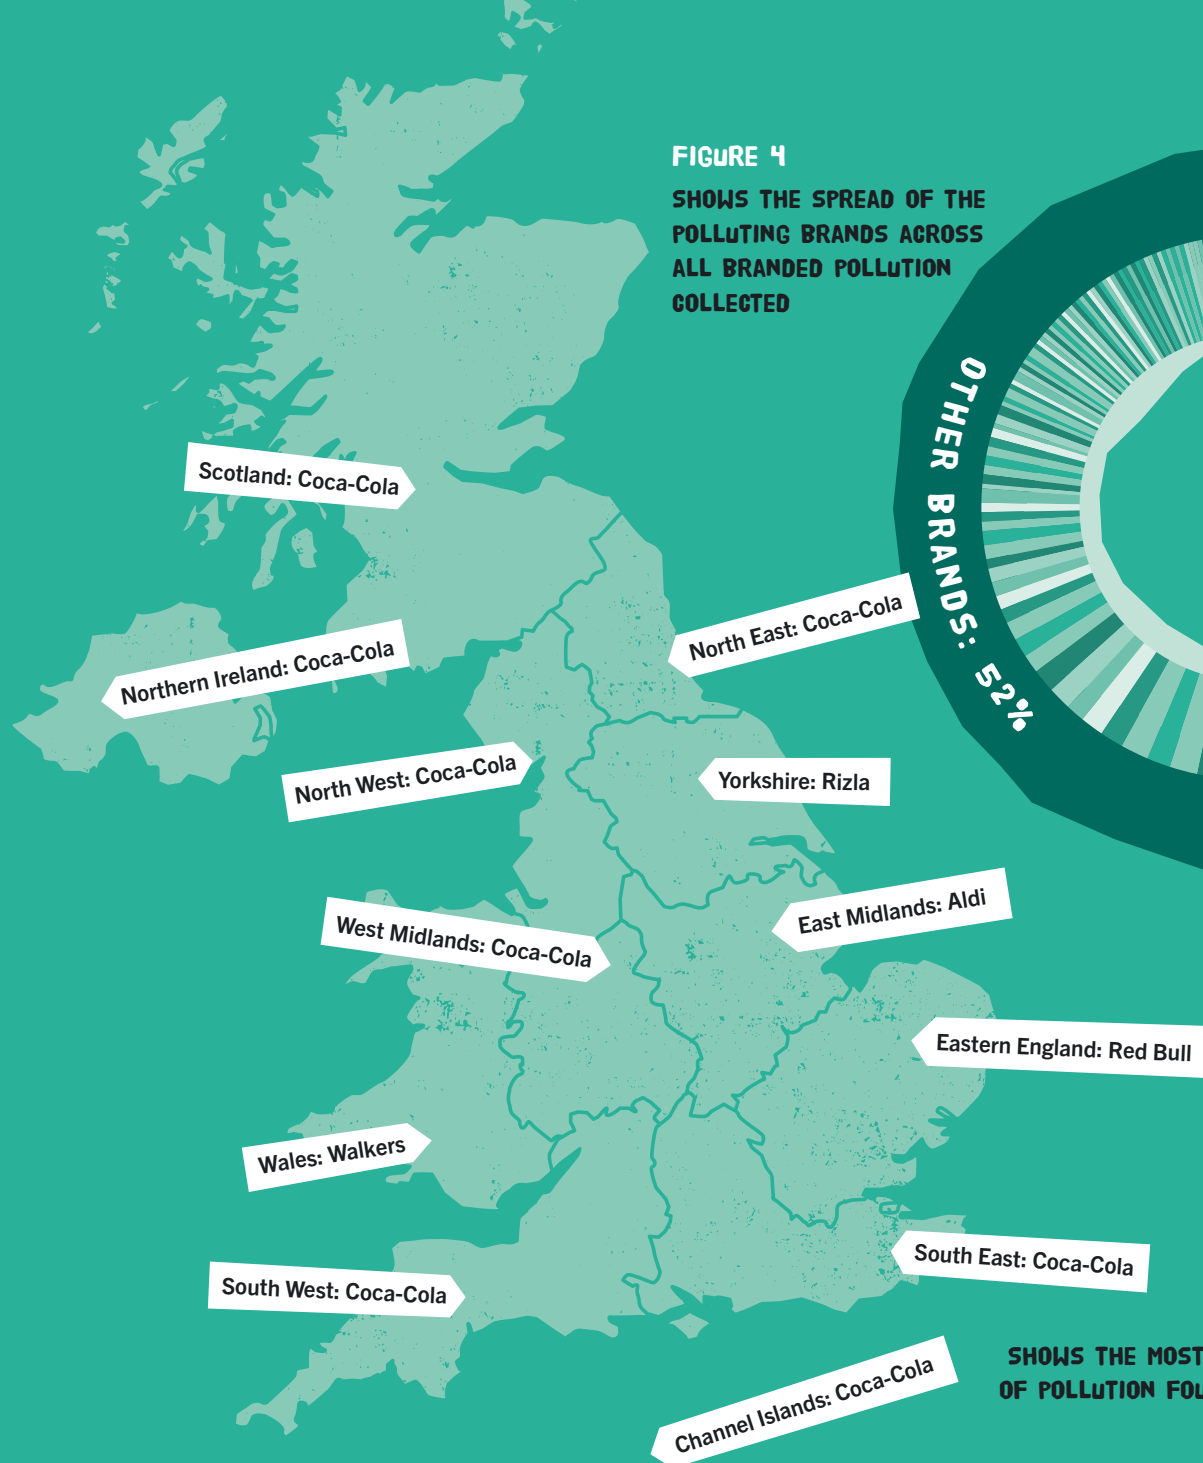 FIGURE 4
SHOWS THE SPREAD OF THE
POLLUTING BRANDS ACROSS
ALL BRANDED POLLUTION
COLLECTED
OTHER BRANDS: 52%
Scotland: Coca-Cola
North East: Coca-Cola
Northern Ireland: Coca-Cola
North West: Coca-Cola
Yorkshire: Rizla
East Midlands: Aldi
West Midlands: Coca-Cola
Eastern England: Red Bull
Wales: Walkers
South East: Coca-Cola
South West: Coca-Cola
Channel Islands: Coca-Cola
SHOWS THE MOST
OF POLLUTION